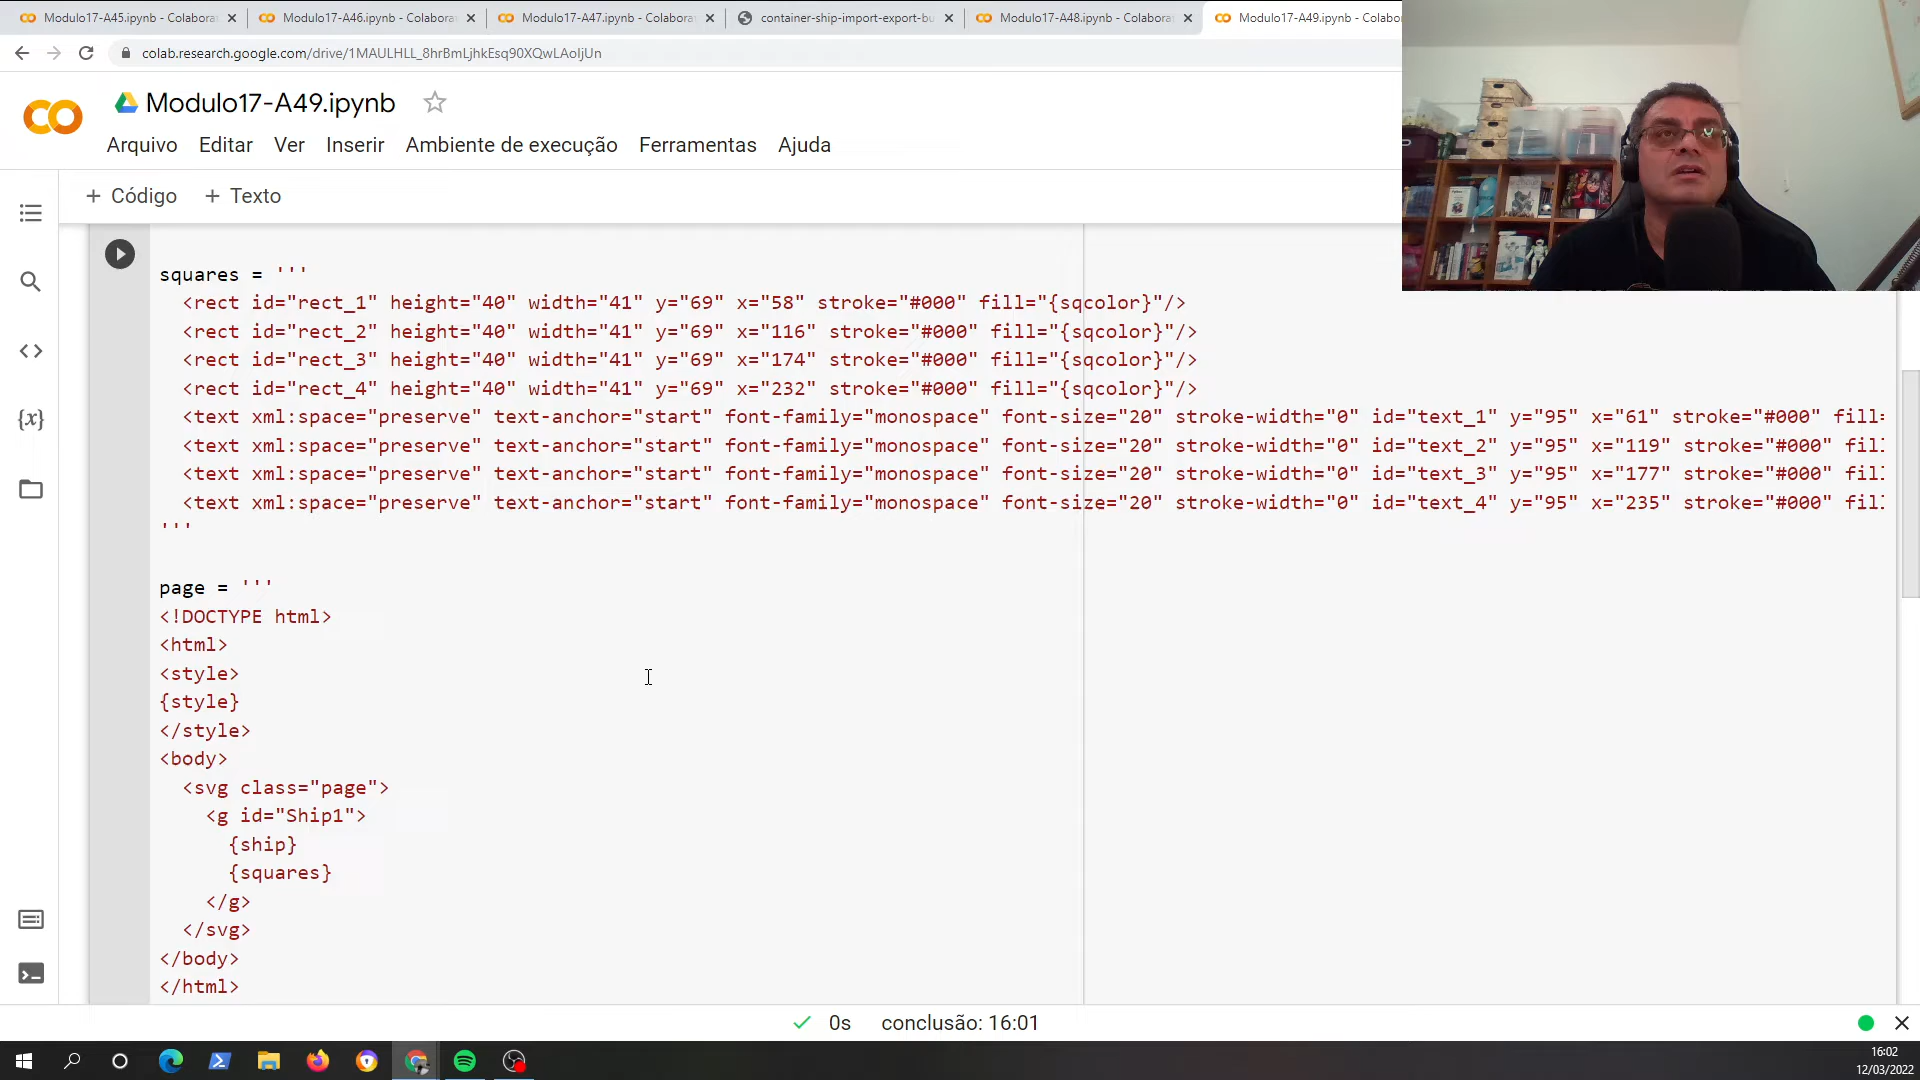 Modulo17-A45.ipynb - Colabora
Modulo17-A46.ipynb - Colabora
Modulo17-A47.ipynb - Colabora
container-ship-import-export-bu
Modulo17-A48.ipynb - Colabora
Modulo17-A49.ipynb - Colabo
colab.research.google.com/drive/1MAULHLL_8hrBmLjhkEsq90XQwLAoIjUn
Modulo17-A49.ipynb
Arquivo Editar Ver Inserir Ambiente de execução Ferramentas Ajuda
+ Código + Texto
squares = '''
<rect id="rect_1" height="40" width="41" y="69" x="58" stroke="#000" fill="{sqcolor}"/>
<rect id="rect_2" height="40" width="41" y="69" x="116" stroke="#000" fill="{sqcolor}"/>
<rect id="rect_3" height="40" width="41" y="69" x="174" stroke="#000" fill="{sqcolor}"/>
<rect id="rect_4" height="40" width="41" y="69" x="232" stroke="#000" fill="{sqcolor}"/>
<text xml:space="preserve" text-anchor="start" font-family="monospace" font-size="20" stroke-width="0" id="text_1" y="95" x="61" stroke="#000" fill=
<text xml:space="preserve" text-anchor="start" font-family="monospace" font-size="20" stroke-width="0" id="text_2" y="95" x="119" stroke="#000" fill
<text xml:space="preserve" text-anchor="start" font-family="monospace" font-size="20" stroke-width="0" id="text_3" y="95" x="177" stroke="#000" fill
<text xml:space="preserve" text-anchor="start" font-family="monospace" font-size="20" stroke-width="0" id="text_4" y="95" x="235" stroke="#000" fill
'''
page = '''
<!DOCTYPE html>
<html>
<style>
{style}
</style>
<body>
<svg class="page">
<g id="Ship1">
{ship}
{squares}
</g>
</svg>
</body>
</html>
0s conclusão: 16:01
16:02
12/03/2022